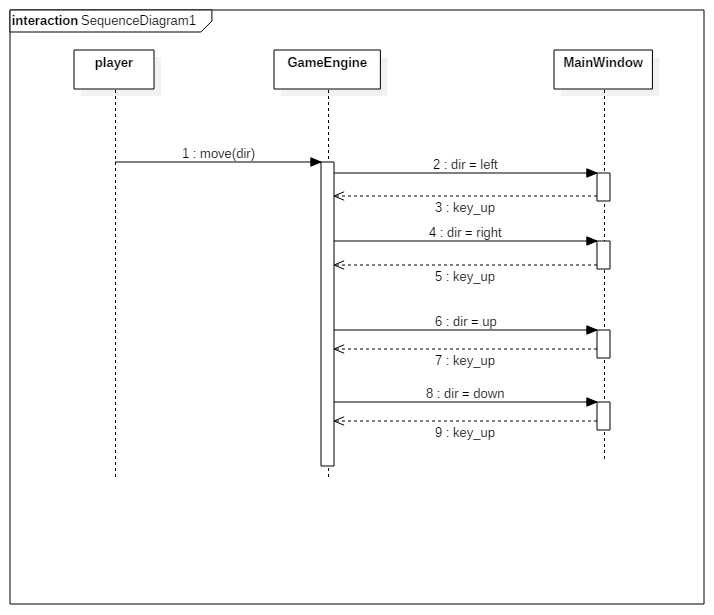 interaction SequenceDiagram1
player
GameEngine
MainWindow
1 : move(dir)
2 : dir = left
3 : key_up
4 : dir = right
5 : key_up
6 : dir = up
7 : key_up
8 : dir = down
9 : key_up